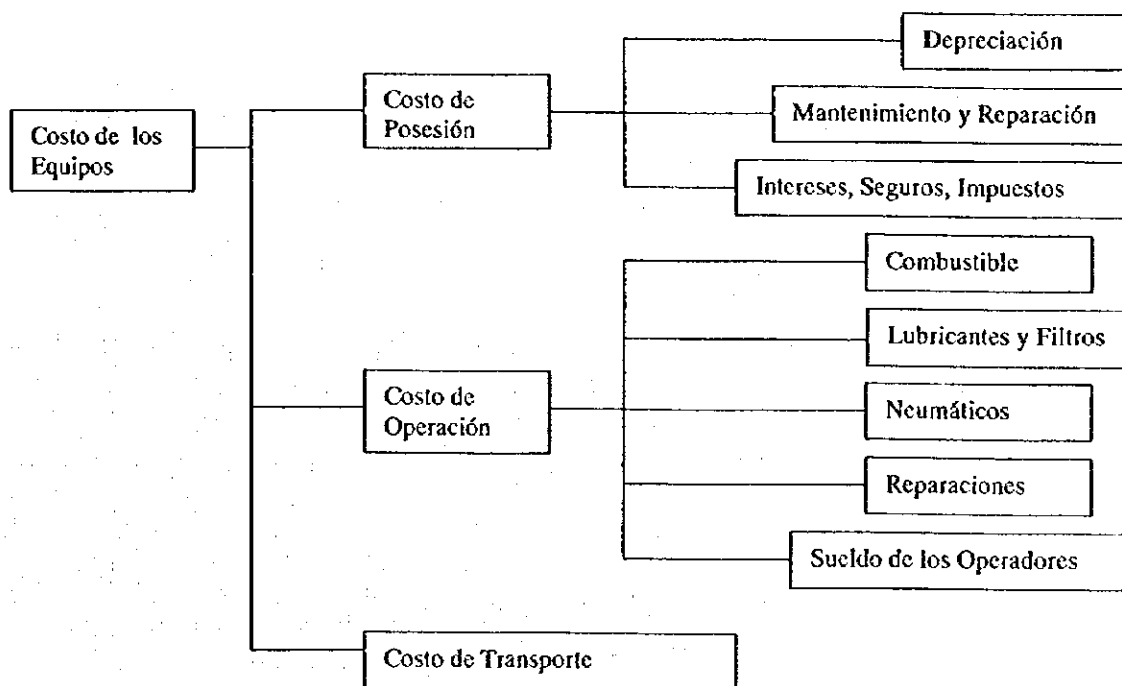 Costo de los
Equipos
Costo de
Posesión
Depreciación
Mantenimiento y Reparación
Intereses, Seguros, Impuestos
Costo de
Operación
Combustible
Lubricantes y Filtros
Neumáticos
Reparaciones
Sueldo de los Operadores
Costo de Transporte